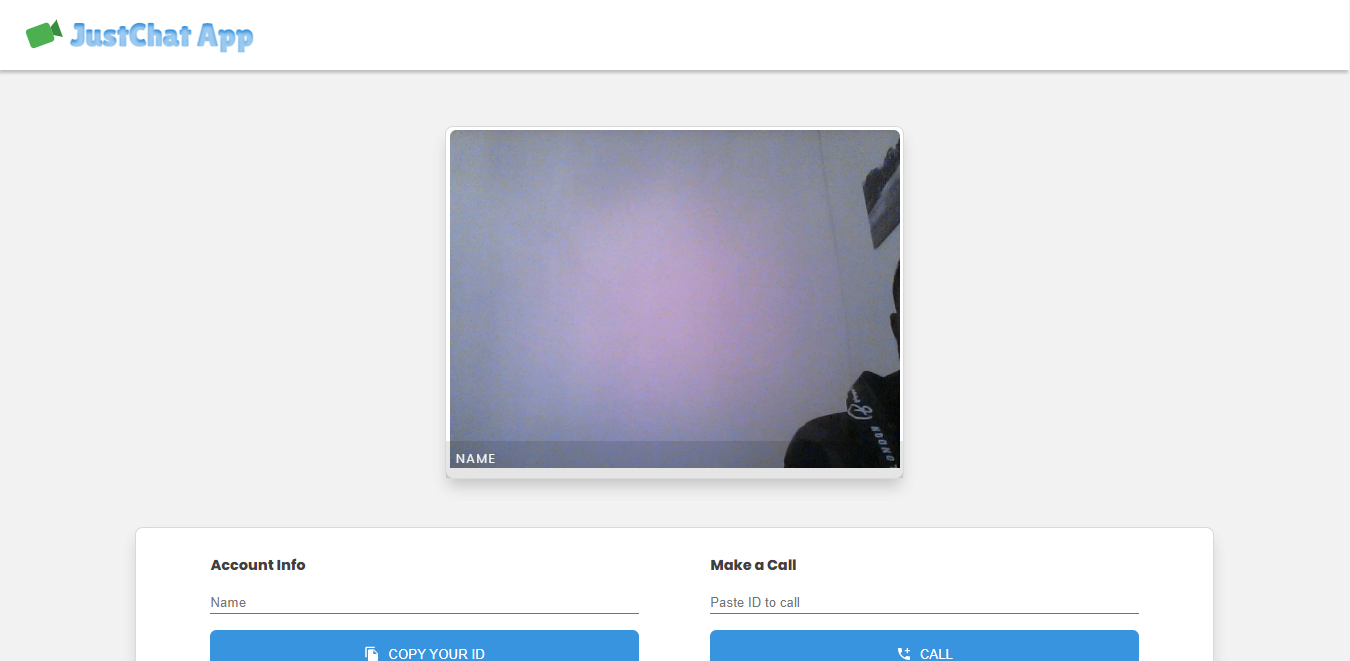 JustChat App
NAME
Account Info
Make a Call
Name
Paste ID to call
COPY YOUR ID
CALL